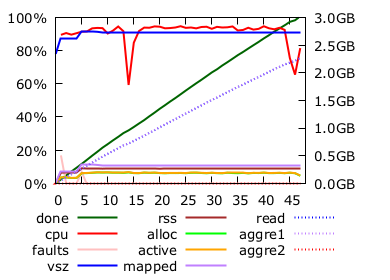 100% 3.0GB
80% 2.5GB
2.0GB
60%
1.5GB
40%
1.0GB
20% 0.5GB
0% 0.0GB
0 5 10 15 20 25 30 35 40 45
done rss read
cpu alloc aggre1
faults active aggre2
vsz mapped